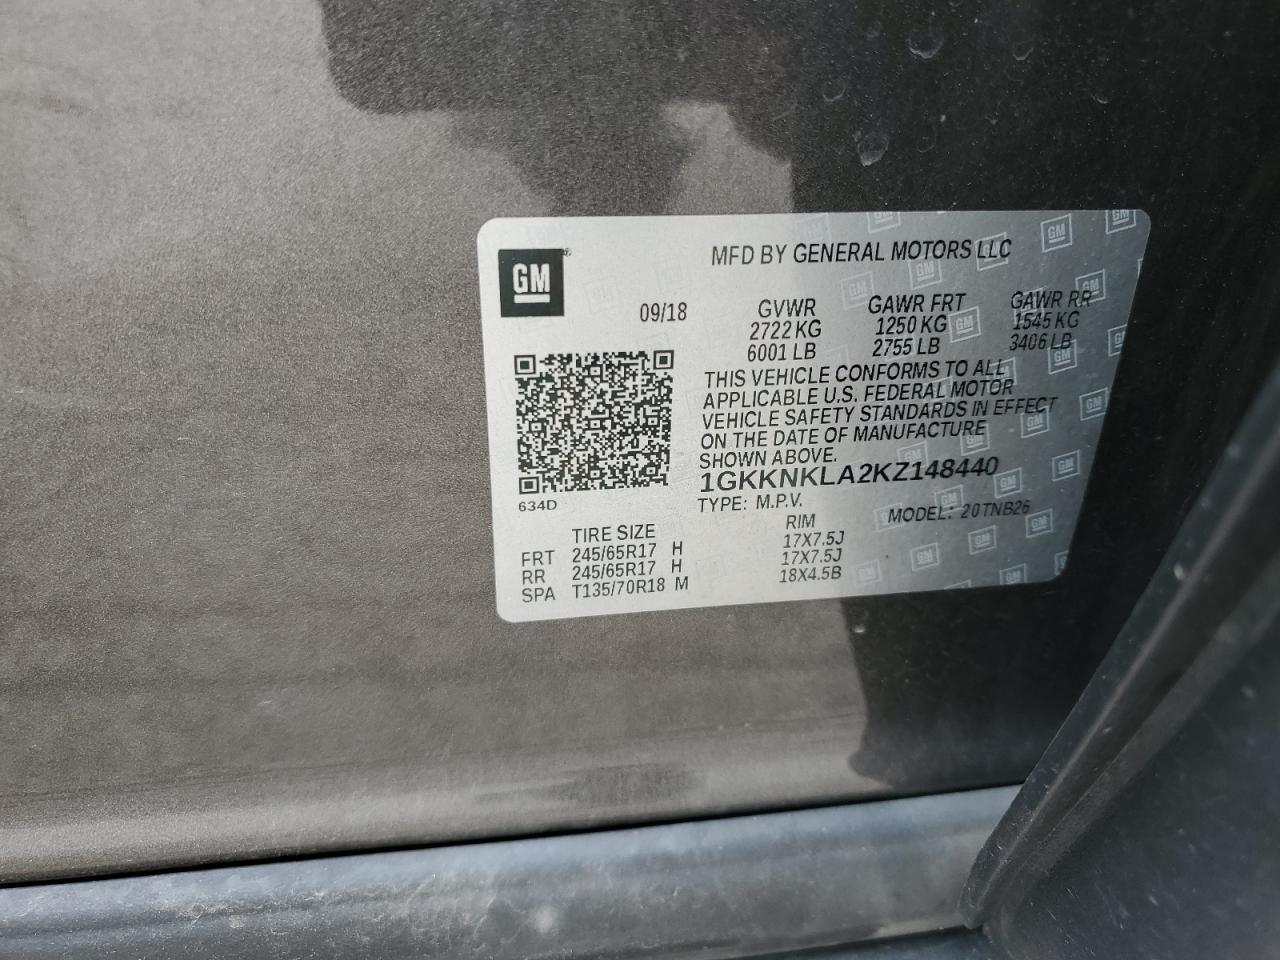 GM
MFD BY GENERAL MOTORS LLC
09/18 GVWR GAWR FRT GAWR RR
2722 KG 1250 KG 1545 KG
6001 LB 2755 LB 3406 LB
THIS VEHICLE CONFORMS TO ALL
APPLICABLE U.S. FEDERAL MOTOR
VEHICLE SAFETY STANDARDS IN EFFECT
ON THE DATE OF MANUFACTURE
SHOWN ABOVE.
1GKKNKLA2KZ148440
634D
TYPE: M.P.V. MODEL: 20TNB26
TIRE SIZE RIM
FRT 245/65R17 H 17X7.5J
RR 245/65R17 H 17X7.5J
SPA T135/70R18 M 18X4.5B